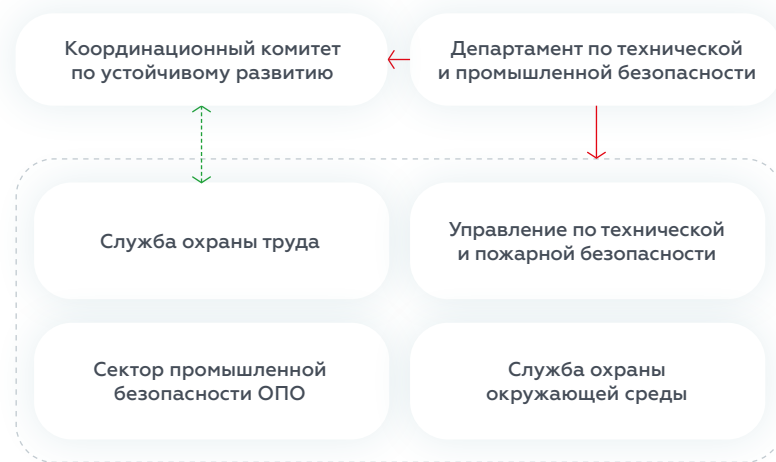 Координационный комитет
по устойчивому развитию
Департамент по технической
и промышленной безопасности
Служба охраны труда
Управление по технической
и пожарной безопасности
Сектор промышленной
безопасности ОПО
Служба охраны
окружающей среды